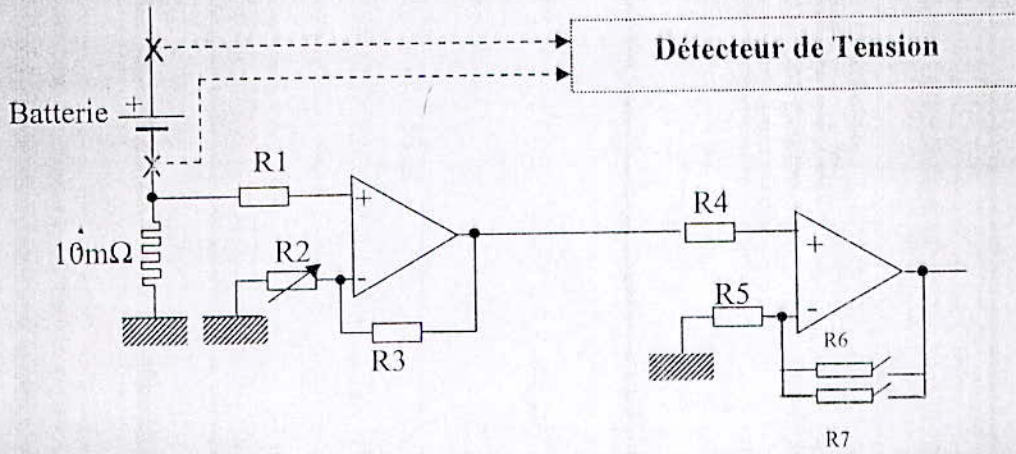 Détecteur de Tension
Batterie
+
R1
+
R4
+
10mΩ
R2
-
R5
-
R3
R6
R7